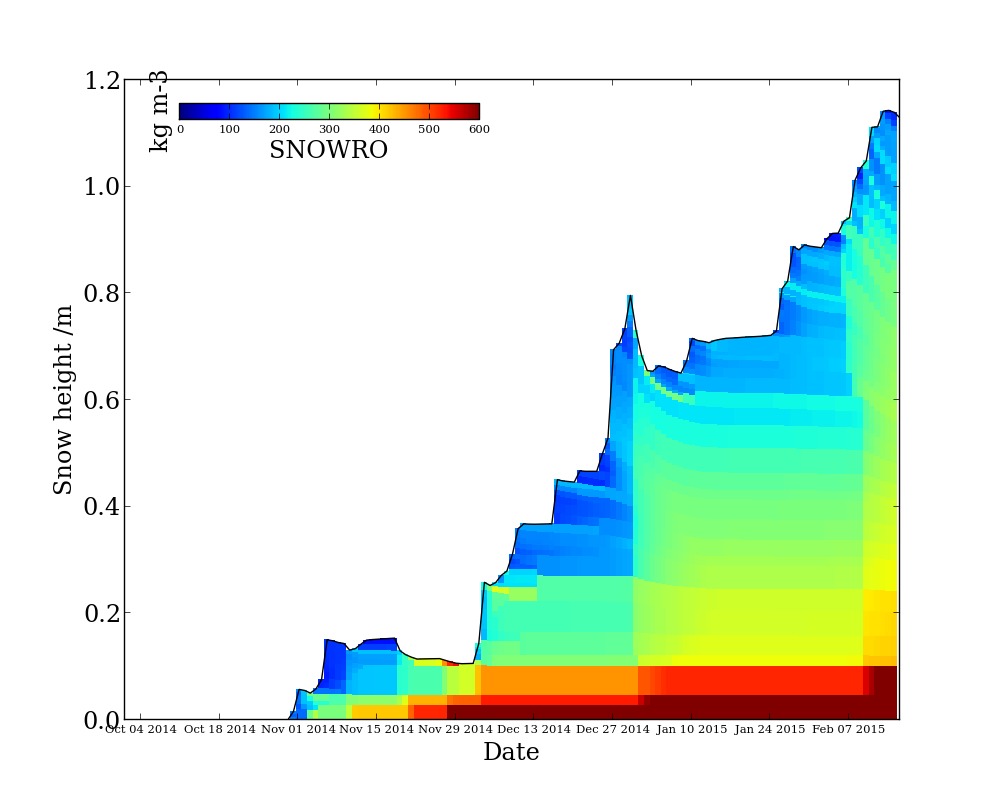 1.2
1.0
0.8
0.6
0.4
0.2
0.0
Snow height /m
kg m-3
0 100 200 300 400 500 600
SNOWRO
Oct 04 2014 Oct 18 2014 Nov 01 2014 Nov 15 2014 Nov 29 2014 Dec 13 2014 Dec 27 2014 Jan 10 2015 Jan 24 2015 Feb 07 2015
Date